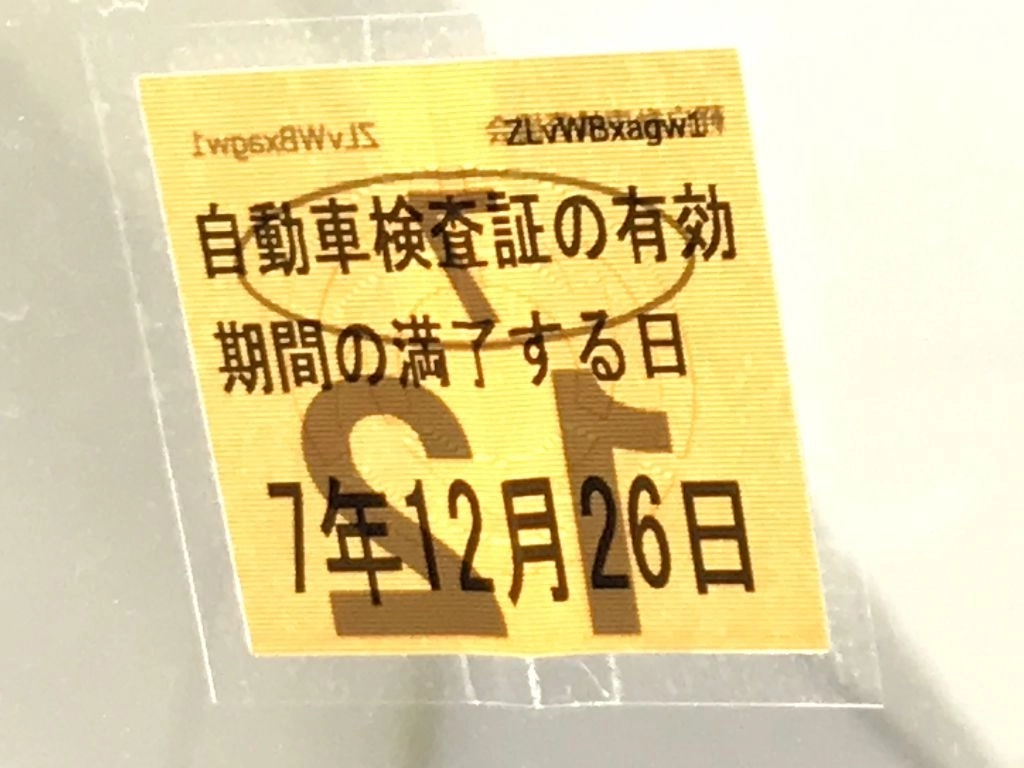 ZLvWBxagw1
自動車検査証の有効
期間の満了する日
7年12月26日